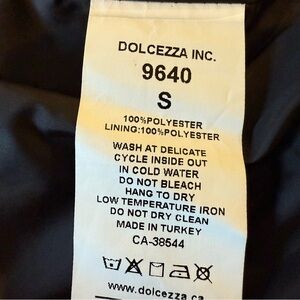 DOLCEZZA INC.
9640
S
100%POLYESTER
LINING:100%POLYESTER
WASH AT DELICATE
CYCLE INSIDE OUT
IN COLD WATER
DO NOT BLEACH
HANG TO DRY
LOW TEMPERATURE IRON
DO NOT DRY CLEAN
MADE IN TURKEY
CA-38544
www.dolcezza.ca